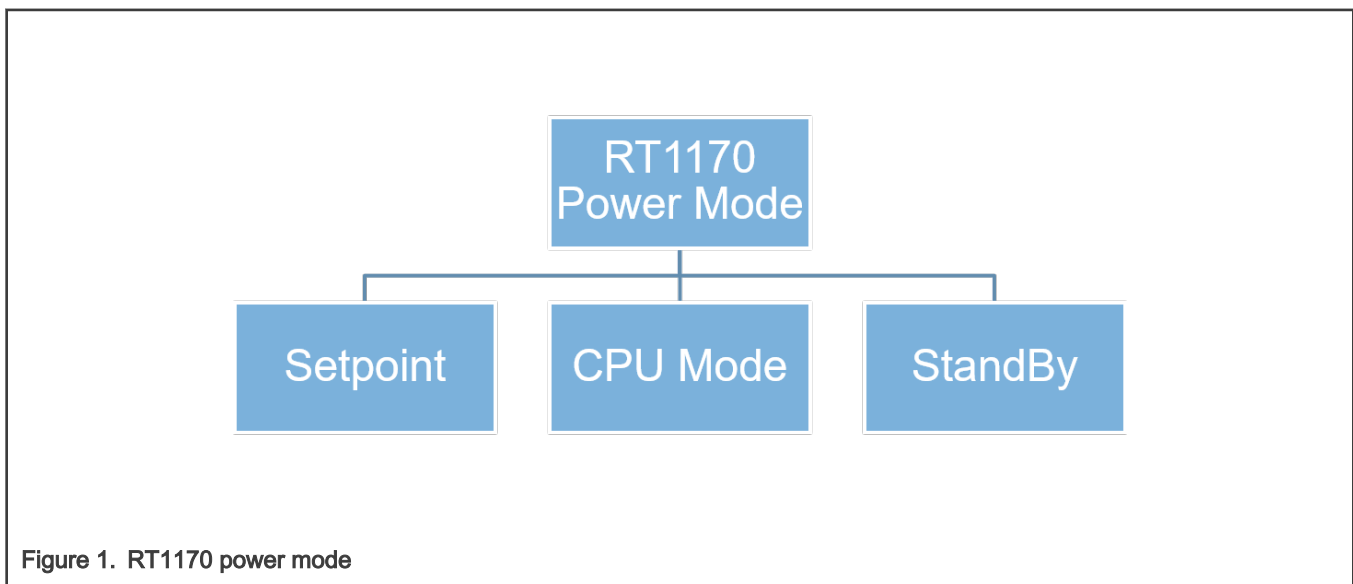 RT1170
Power Mode
Setpoint
CPU Mode
StandBy
Figure 1. RT1170 power mode